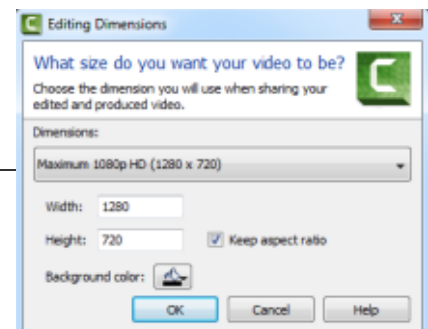 Editing Dimensions
What size do you want your video to be?
Choose the dimension you will use when sharing your
edited and produced video.
Dimensions:
Maximum 1080p HD (1280 x 720)
Width: 1280
Height: 720 Keep aspect ratio
Background color:
OK Cancel Help